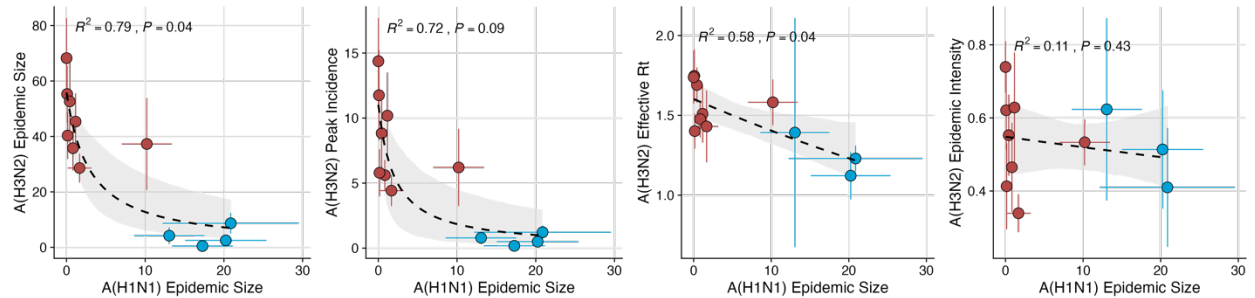 A(H3N2) Epidemic Size
80
60
40
20
0
R² = 0.79 , P = 0.04
0 10 20 30
A(H1N1) Epidemic Size
A(H3N2) Peak Incidence
15
10
5
0
R² = 0.72 , P = 0.09
0 10 20 30
A(H1N1) Epidemic Size
A(H3N2) Effective Rt
2.0
1.5
1.0
R² = 0.58 , P = 0.04
0 10 20 30
A(H1N1) Epidemic Size
A(H3N2) Epidemic Intensity
0.8
0.6
0.4
R² = 0.11 , P = 0.43
0 10 20 30
A(H1N1) Epidemic Size